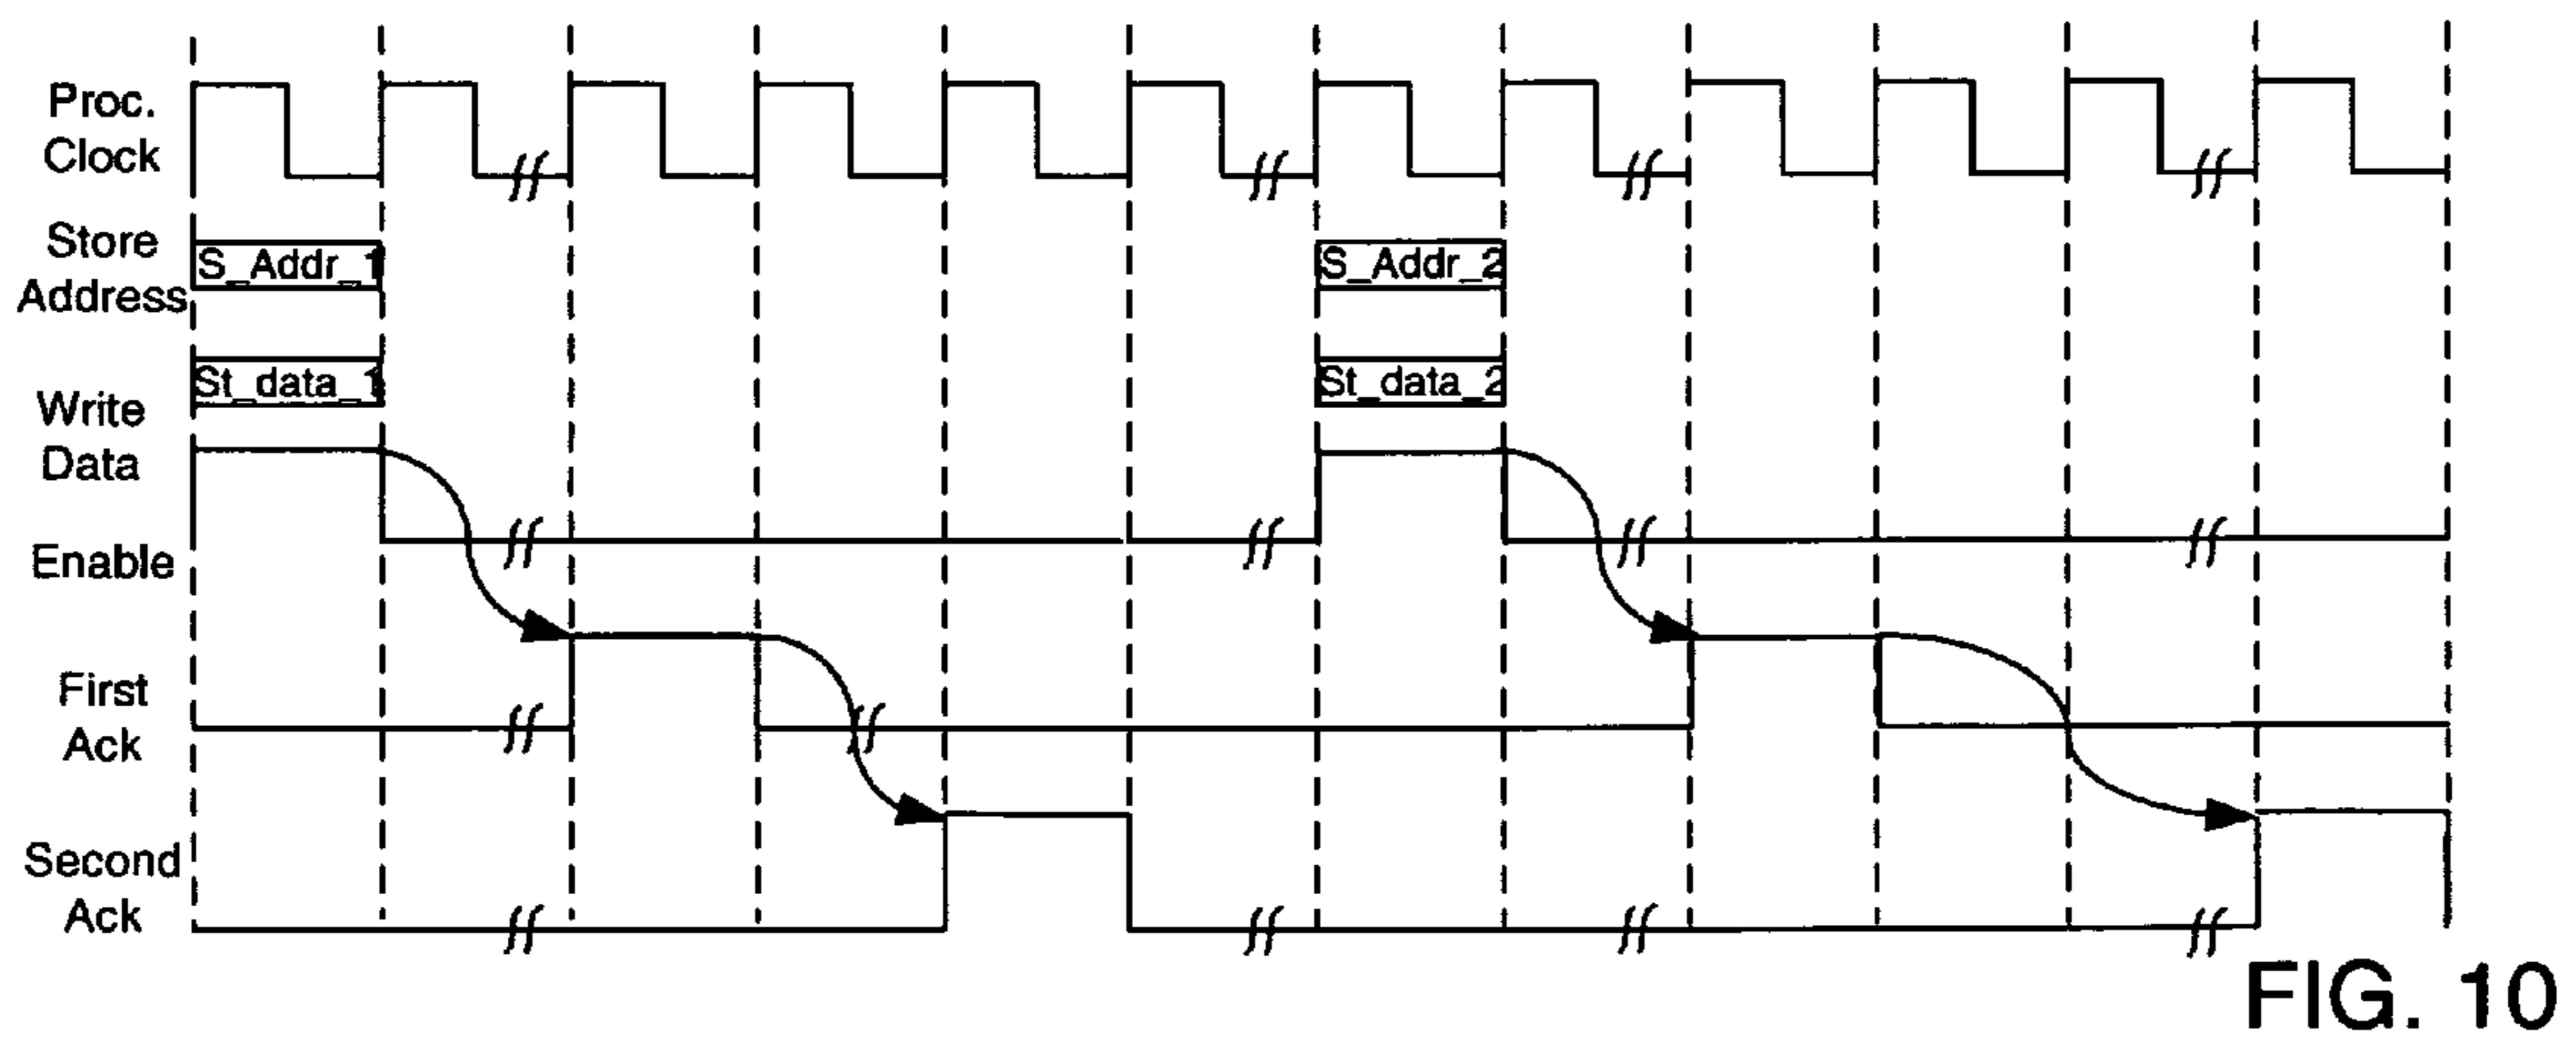 Proc.
Clock
Store
Address
S_Addr_1
S_Addr_2
St_data_1
St_data_2
Write
Data
Enable
First
Ack
Second
Ack
FIG. 10